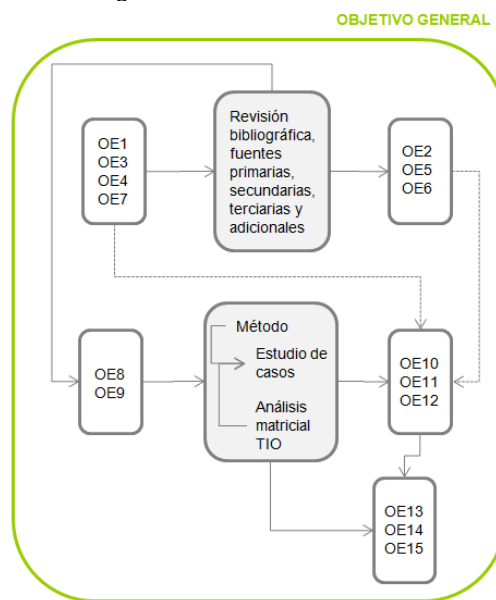 OBJETIVO GENERAL
OE1
OE3
OE4
OE7
Revisión
bibliográfica,
fuentes
primarias,
secundarias,
terciarias y
adicionales
OE2
OE5
OE6
OE8
OE9
Método
Estudio de
casos
Análisis
matricial
TIO
OE10
OE11
OE12
OE13
OE14
OE15